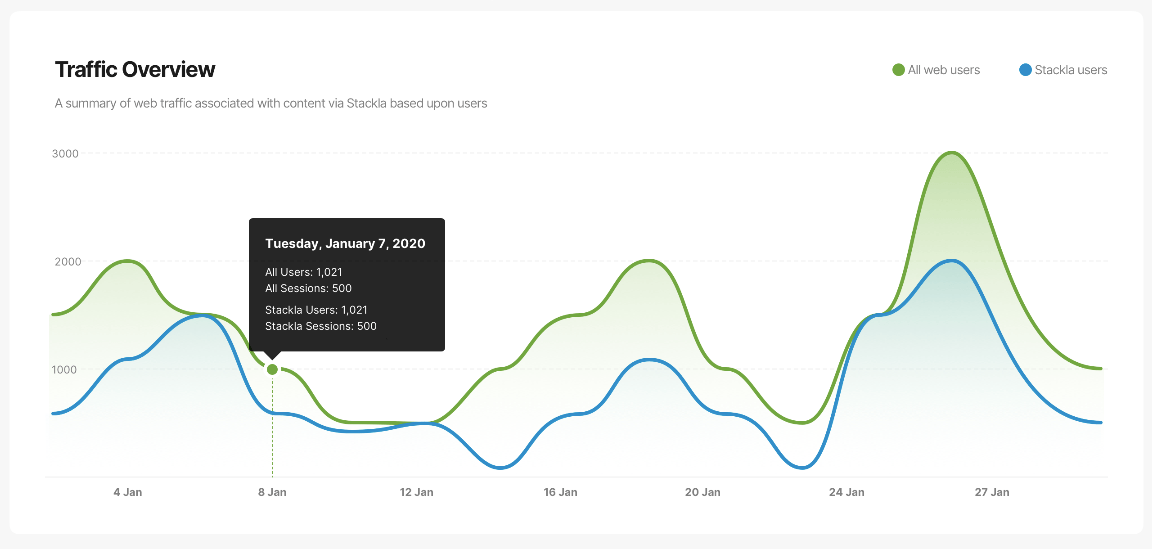 Traffic Overview
All web users
Stackla users
A summary of web traffic associated with content via Stackla based upon users
3000
2000
1000
Tuesday, January 7, 2020
All Users: 1,021
All Sessions: 500
Stackla Users: 1,021
Stackla Sessions: 500
4 Jan
8 Jan
12 Jan
16 Jan
20 Jan
24 Jan
27 Jan